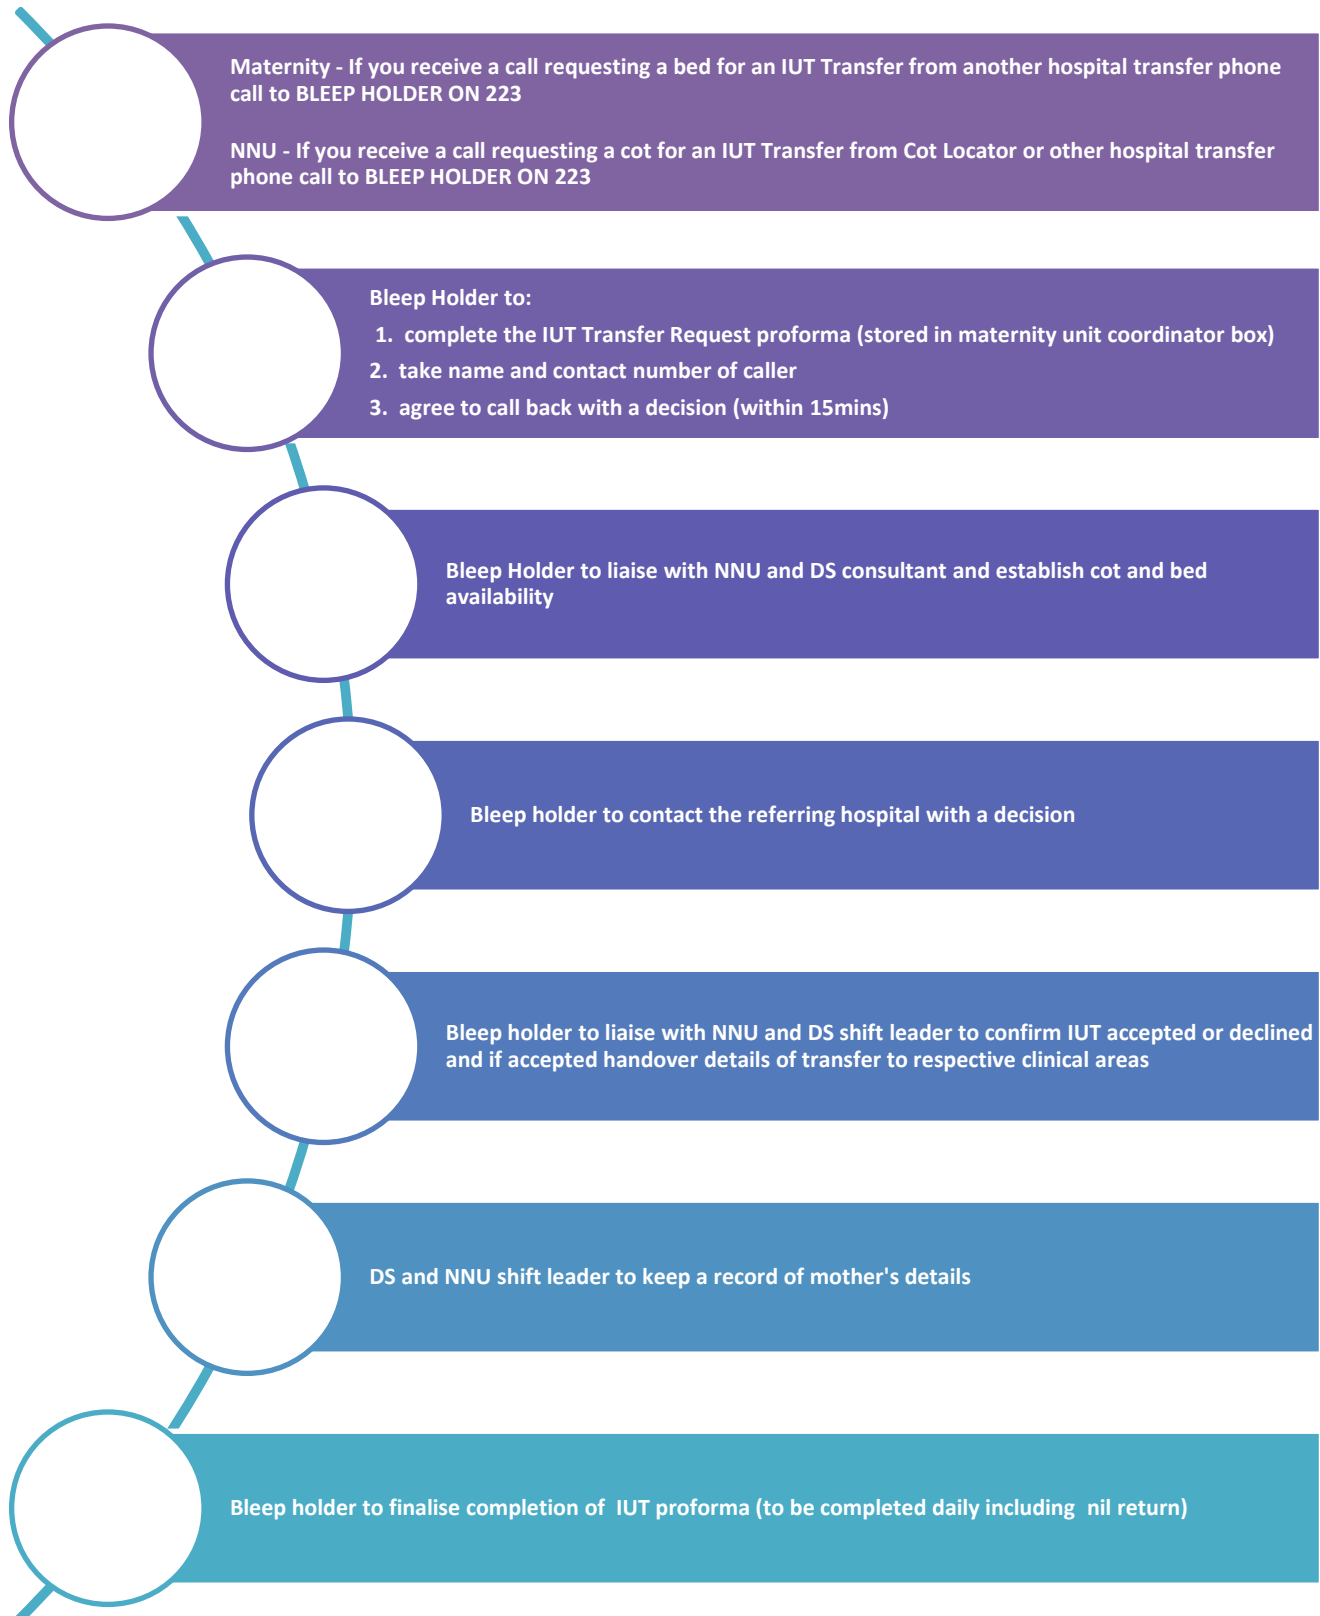 Maternity - If you receive a call requesting a bed for an IUT Transfer from another hospital transfer phone
call to BLEEP HOLDER ON 223
NNU - If you receive a call requesting a cot for an IUT Transfer from Cot Locator or other hospital transfer
phone call to BLEEP HOLDER ON 223
Bleep Holder to:
1. complete the IUT Transfer Request proforma (stored in maternity unit coordinator box)
2. take name and contact number of caller
3. agree to call back with a decision (within 15mins)
Bleep Holder to liaise with NNU and DS consultant and establish cot and bed
availability
Bleep holder to contact the referring hospital with a decision
Bleep holder to liaise with NNU and DS shift leader to confirm IUT accepted or declined
and if accepted handover details of transfer to respective clinical areas
DS and NNU shift leader to keep a record of mother's details
Bleep holder to finalise completion of IUT proforma (to be completed daily including nil return)